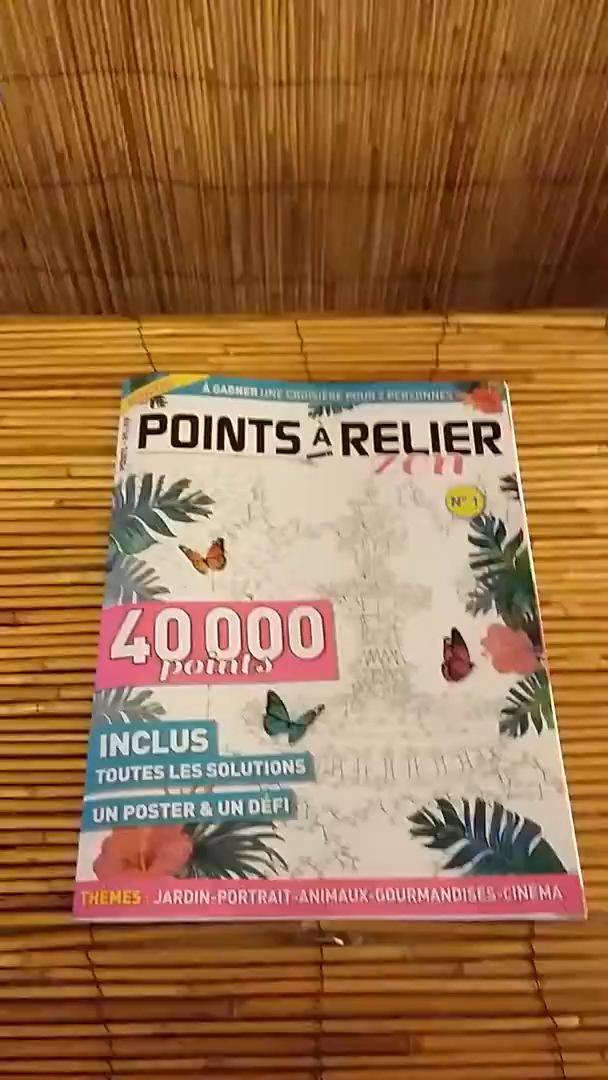 À GAGNER UNE CROISIÈRE POUR 2 PERSONNES
POINTS À RELIER
zen
N° 1
40 000
points
INCLUS
TOUTES LES SOLUTIONS
UN POSTER & UN DÉFI
THÈMES : JARDIN-PORTRAIT-ANIMAUX-GOURMANDISES-CINÉMA